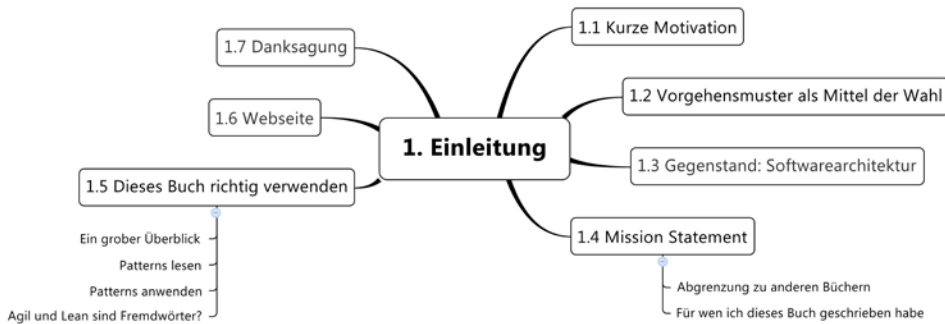 1. Einleitung
1.1 Kurze Motivation
1.2 Vorgehensmuster als Mittel der Wahl
1.3 Gegenstand: Softwarearchitektur
1.4 Mission Statement
Abgrenzung zu anderen Büchern
Für wen ich dieses Buch geschrieben habe
1.5 Dieses Buch richtig verwenden
Ein grober Überblick
Patterns lesen
Patterns anwenden
Agil und Lean sind Fremdwörter?
1.6 Webseite
1.7 Danksagung